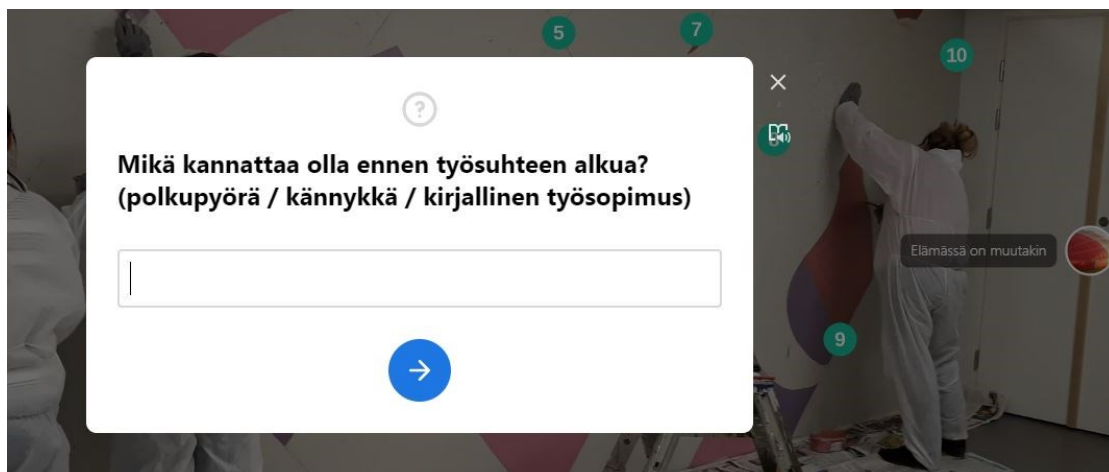 5
7
10
?
Mikä kannattaa olla ennen työsuhteen alkua?
(polkupyörä / kännykkä / kirjallinen työsopimus)
Elämässä on muutakin
9